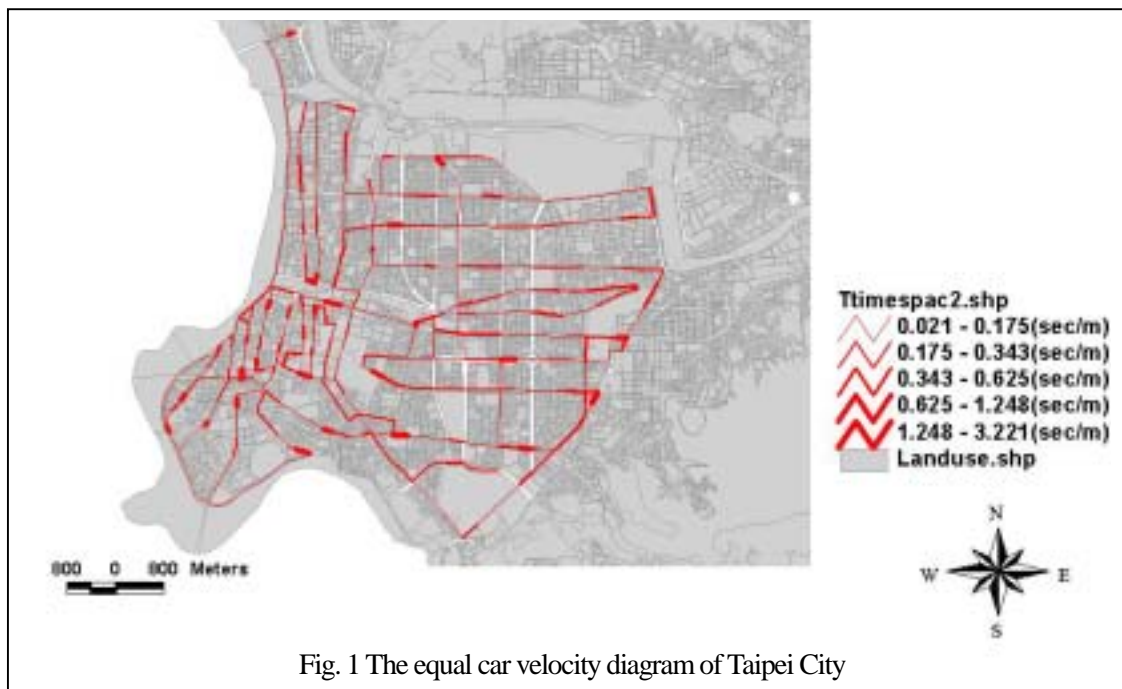 Ttimespac2.shp
0.021 - 0.175(sec/m)
0.175 - 0.343(sec/m)
0.343 - 0.625(sec/m)
0.625 - 1.248(sec/m)
1.248 - 3.221(sec/m)
Landuse.shp
800 0 800 Meters
N
W E
S
Fig. 1 The equal car velocity diagram of Taipei City